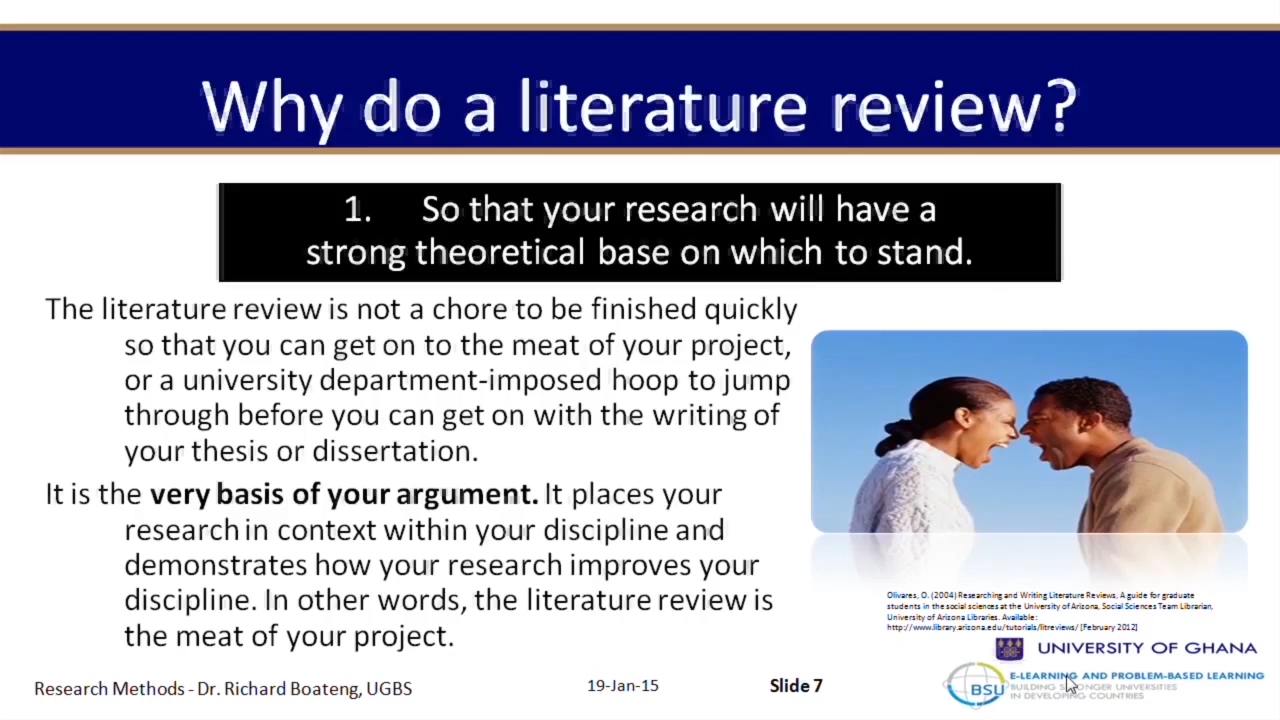 Why do a literature review?
1. So that your research will have a
strong theoretical base on which to stand.
The literature review is not a chore to be finished quickly
so that you can get on to the meat of your project,
or a university department-imposed hoop to jump
through before you can get on with the writing of
your thesis or dissertation.
It is the very basis of your argument. It places your
research in context within your discipline and
demonstrates how your research improves your
discipline. In other words, the literature review is
the meat of your project.
Olivares, O. (2004) Researching and Writing Literature Reviews, A guide for graduate
students in the social sciences at the University of Arizona, Social Sciences Team Librarian,
University of Arizona Libraries. Available:
http://www.library.arizona.edu/tutorials/litreviews/ [February 2012]
UNIVERSITY OF GHANA
BSU
E-LEARNING AND PROBLEM-BASED LEARNING
BUILDING STRONGER UNIVERSITIES
IN DEVELOPING COUNTRIES
Research Methods - Dr. Richard Boateng, UGBS
19-Jan-15
Slide 7